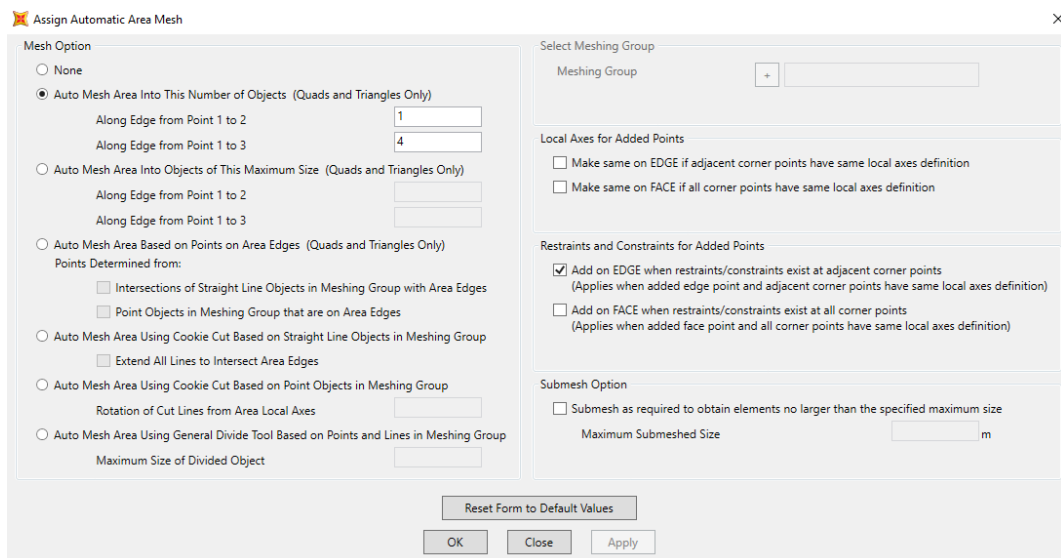 Assign Automatic Area Mesh
Mesh Option
None
Auto Mesh Area Into This Number of Objects (Quads and Triangles Only)
Along Edge from Point 1 to 2
1
Along Edge from Point 1 to 3
4
Auto Mesh Area Into Objects of This Maximum Size (Quads and Triangles Only)
Along Edge from Point 1 to 2
Along Edge from Point 1 to 3
Auto Mesh Area Based on Points on Area Edges (Quads and Triangles Only)
Points Determined from:
Intersections of Straight Line Objects in Meshing Group with Area Edges
Point Objects in Meshing Group that are on Area Edges
Auto Mesh Area Using Cookie Cut Based on Straight Line Objects in Meshing Group
Extend All Lines to Intersect Area Edges
Auto Mesh Area Using Cookie Cut Based on Point Objects in Meshing Group
Rotation of Cut Lines from Area Local Axes
Auto Mesh Area Using General Divide Tool Based on Points and Lines in Meshing Group
Maximum Size of Divided Object
Select Meshing Group
Meshing Group
+
Local Axes for Added Points
Make same on EDGE if adjacent corner points have same local axes definition
Make same on FACE if all corner points have same local axes definition
Restraints and Constraints for Added Points
Add on EDGE when restraints/constraints exist at adjacent corner points
(Applies when added edge point and adjacent corner points have same local axes definition)
Add on FACE when restraints/constraints exist at all corner points
(Applies when added face point and all corner points have same local axes definition)
Submesh Option
Submesh as required to obtain elements no larger than the specified maximum size
Maximum Submeshed Size
m
Reset Form to Default Values
OK
Close
Apply